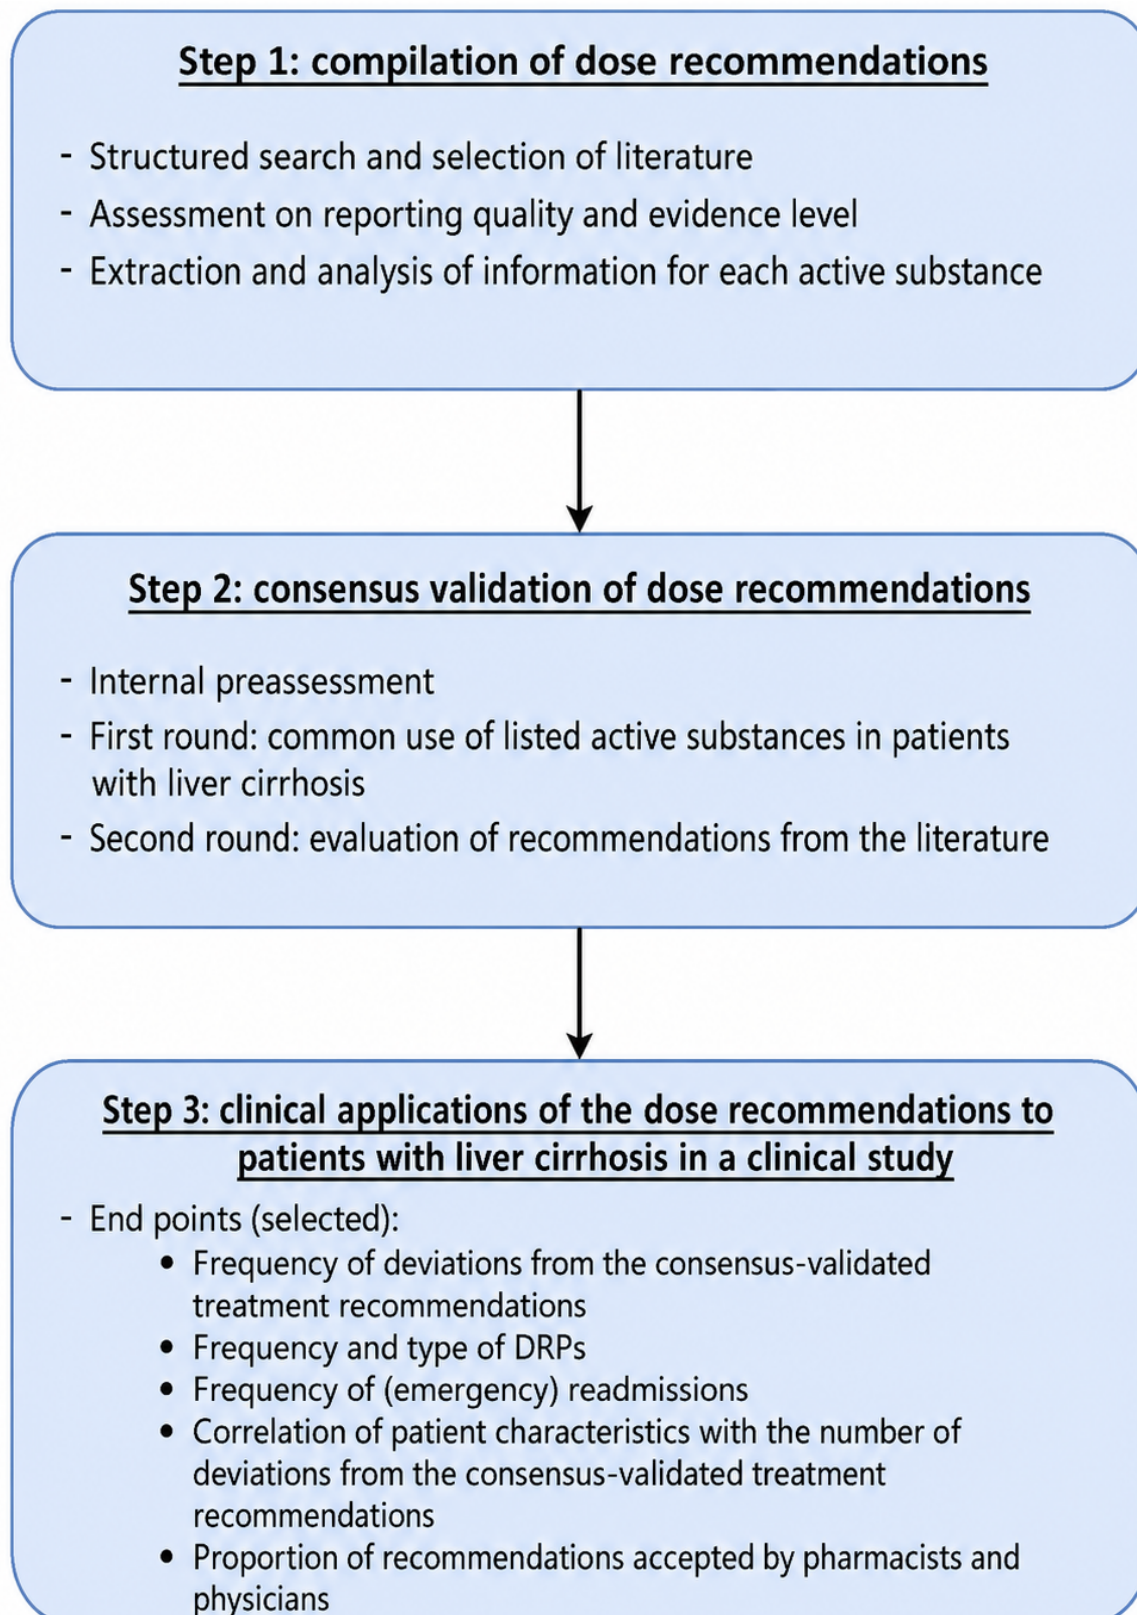 Step 1: compilation of dose recommendations
- Structured search and selection of literature
- Assessment on reporting quality and evidence level
- Extraction and analysis of information for each active substance
Step 2: consensus validation of dose recommendations
- Internal preassessment
- First round: common use of listed active substances in patients
with liver cirrhosis
- Second round: evaluation of recommendations from the literature
Step 3: clinical applications of the dose recommendations to
patients with liver cirrhosis in a clinical study
- End points (selected):
• Frequency of deviations from the consensus-validated
treatment recommendations
• Frequency and type of DRPs
• Frequency of (emergency) readmissions
• Correlation of patient characteristics with the number of
deviations from the consensus-validated treatment
recommendations
• Proportion of recommendations accepted by pharmacists and
physicians